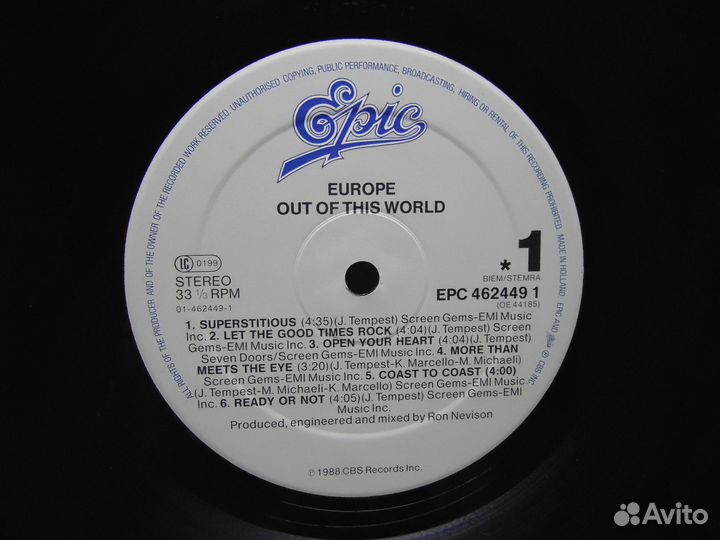 ALL RIGHTS OF THE PRODUCER AND OF THE OWNER OF THE RECORDED WORK RESERVED. UNAUTHORISED COPYING, PUBLIC PERFORMANCE, BROADCASTING, HIRING OR RENTAL OF THIS RECORDING PROHIBITED. MADE IN HOLLAND. EPIC AND Epic ℗ CBS INC.
Epic
EUROPE
OUT OF THIS WORLD
LC 0199
STEREO
33 1/3 RPM
01-462449-1
*1
BIEM/STEMRA
EPC 462449 1
(OE 44185)
1. SUPERSTITIOUS (4:35)(J. Tempest) Screen Gems-EMI Music
Inc. 2. LET THE GOOD TIMES ROCK (4:04)(J. Tempest) Screen
Gems-EMI Music Inc. 3. OPEN YOUR HEART (4:04)(J. Tempest)
Seven Doors/Screen Gems-EMI Music Inc. 4. MORE THAN
MEETS THE EYE (3:20)(J. Tempest-K. Marcello-M. Michaeli)
Screen Gems-EMI Music Inc. 5. COAST TO COAST (4:00)
(J. Tempest-M. Michaeli-K. Marcello) Screen Gems-EMI Music
Inc. 6. READY OR NOT (4:05)(J. Tempest) Screen Gems-EMI
Music Inc.
Produced, engineered and mixed by Ron Nevison
℗ 1988 CBS Records Inc.
Avito